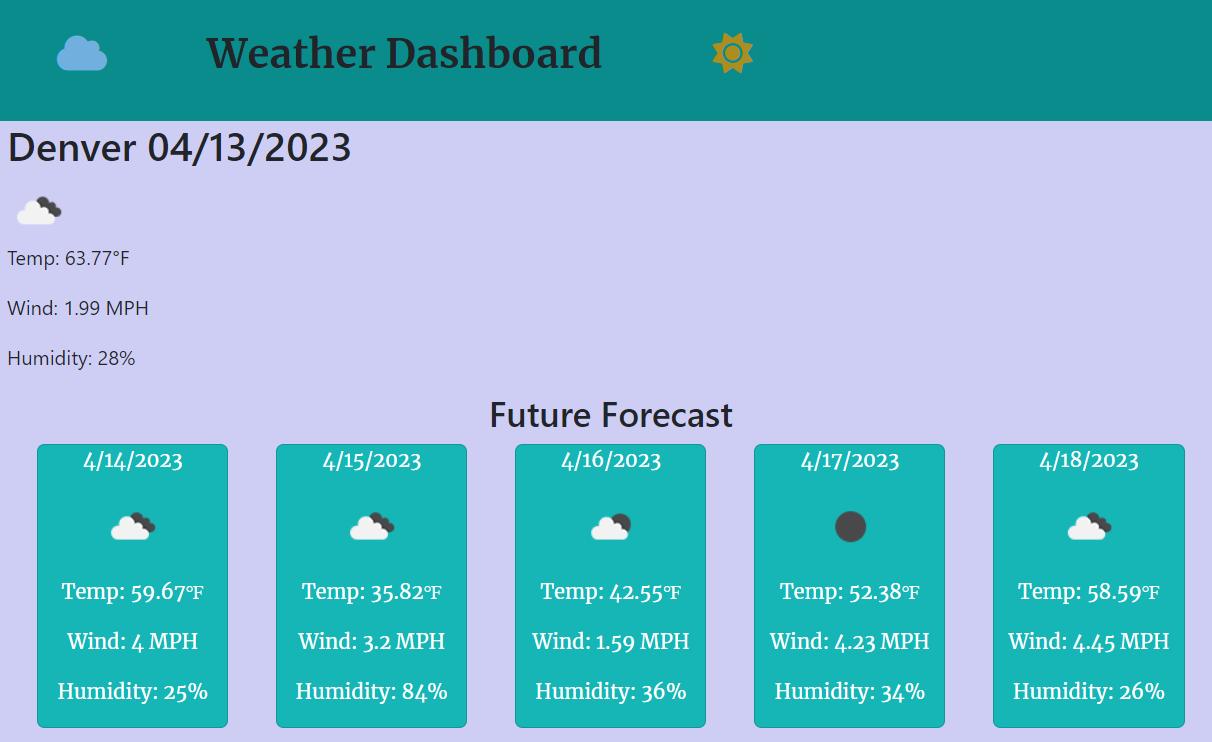 Weather Dashboard
Denver 04/13/2023
Temp: 63.77°F
Wind: 1.99 MPH
Humidity: 28%
Future Forecast
4/14/2023
Temp: 59.67°F
Wind: 4 MPH
Humidity: 25%
4/15/2023
Temp: 35.82°F
Wind: 3.2 MPH
Humidity: 84%
4/16/2023
Temp: 42.55°F
Wind: 1.59 MPH
Humidity: 36%
4/17/2023
Temp: 52.38°F
Wind: 4.23 MPH
Humidity: 34%
4/18/2023
Temp: 58.59°F
Wind: 4.45 MPH
Humidity: 26%